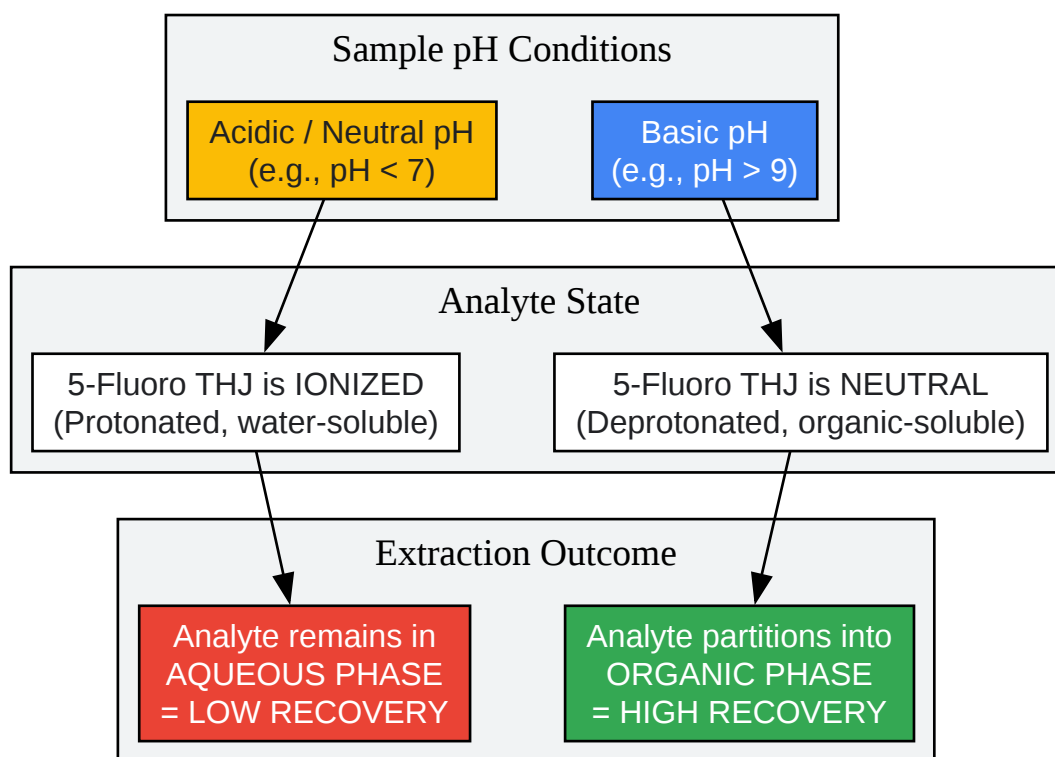 Sample pH Conditions
Acidic / Neutral pH
(e.g., pH < 7)
Basic pH
(e.g., pH > 9)
Analyte State
5-Fluoro THJ is IONIZED
(Protonated, water-soluble)
5-Fluoro THJ is NEUTRAL
(Deprotonated, organic-soluble)
Extraction Outcome
Analyte remains in
AQUEOUS PHASE
= LOW RECOVERY
Analyte partitions into
ORGANIC PHASE
= HIGH RECOVERY